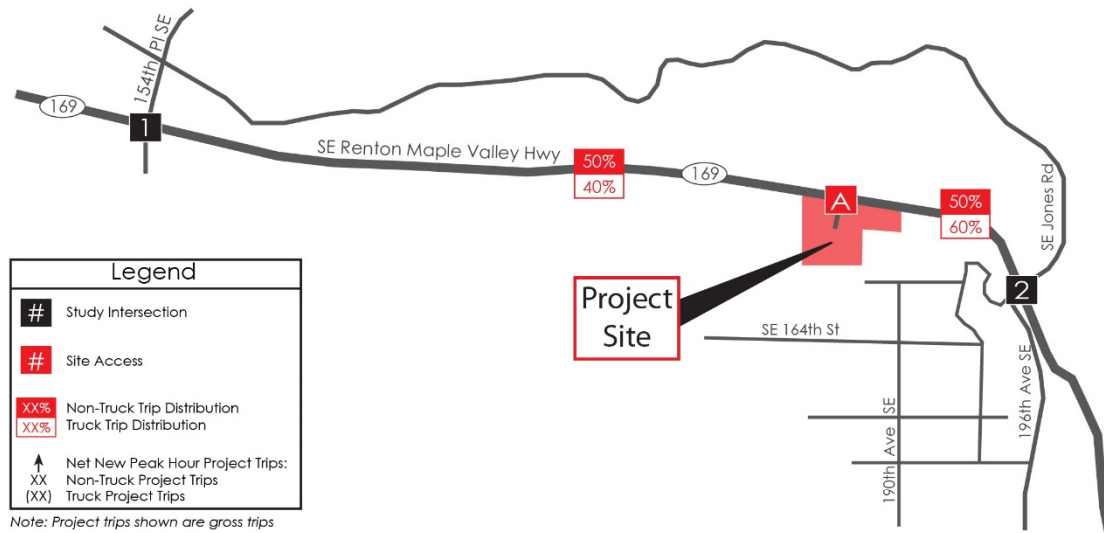 154th Pl SE
169
1
SE Renton Maple Valley Hwy
50%
40%
169
A
50%
60%
SE Jones Rd
2
Project
Site
SE 164th St
190th Ave SE
196th Ave SE
Legend
# Study Intersection
# Site Access
XX% Non-Truck Trip Distribution
XX% Truck Trip Distribution
Net New Peak Hour Project Trips:
XX Non-Truck Project Trips
(XX) Truck Project Trips
Note: Project trips shown are gross trips